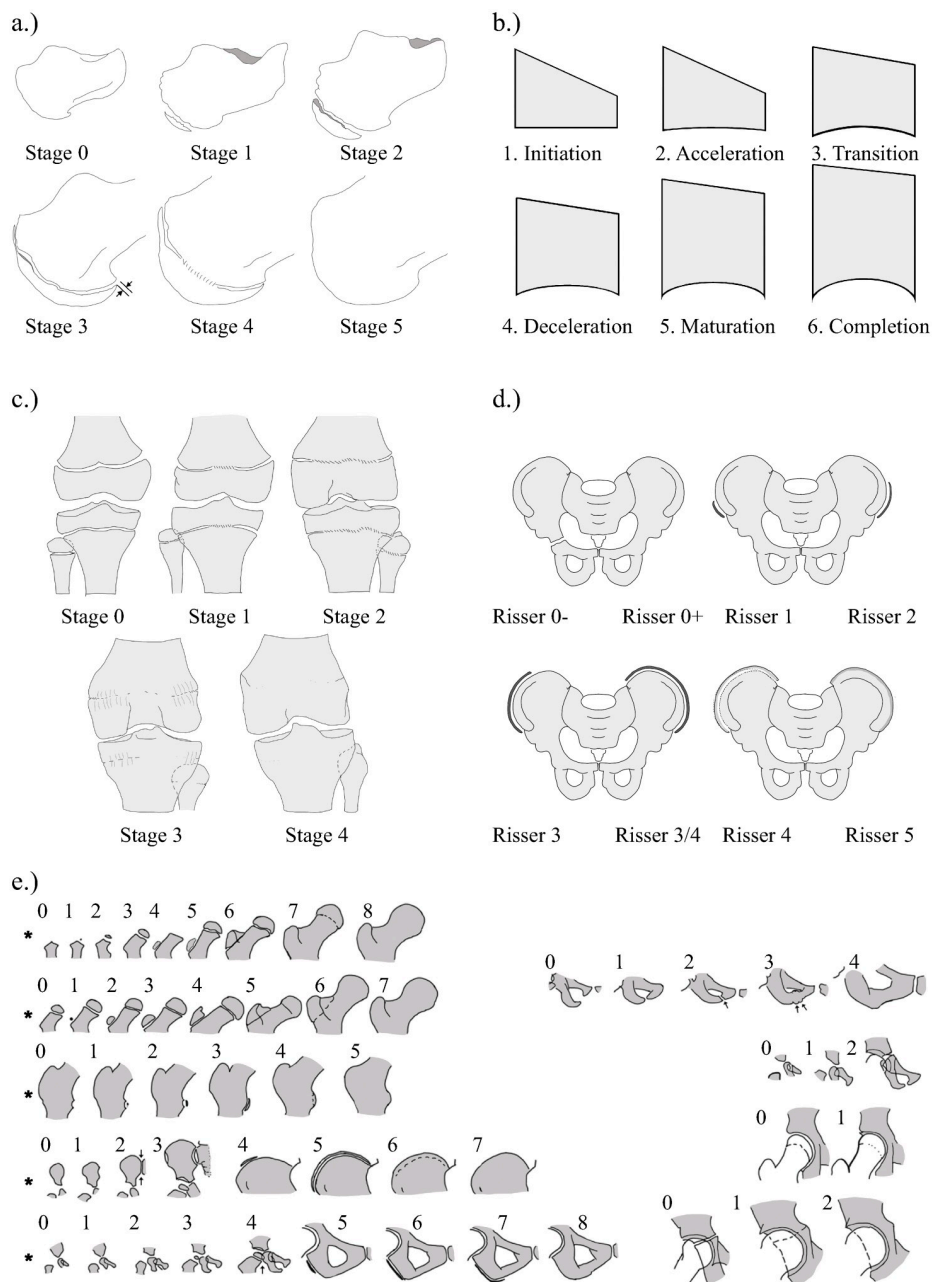 a.)
b.)
Stage 0 Stage 1 Stage 2
1. Initiation 2. Acceleration 3. Transition
Stage 3 Stage 4 Stage 5
4. Deceleration 5. Maturation 6. Completion
c.)
d.)
Stage 0 Stage 1 Stage 2
Risser 0- Risser 0+ Risser 1 Risser 2
Stage 3 Stage 4
Risser 3 Risser 3/4 Risser 4 Risser 5
e.)
0 1 2 3 4 5 6 7 8
*
0 1 2 3 4 5 6 7
*
0 1 2 3 4 5
*
0 1 2 3 4 5 6 7
*
0 1 2 3 4 5 6 7 8
*
0 1 2 3 4
0 1 2
0 1
0 1 2